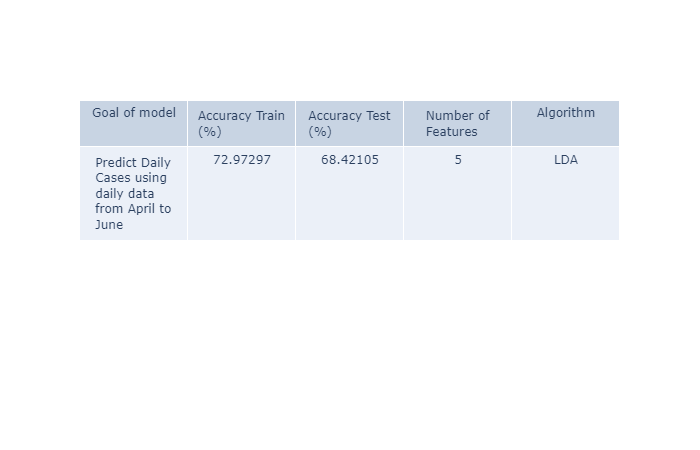 Goal of model
Accuracy Train
(%)
Accuracy Test
(%)
Number of
Features
Algorithm
Predict Daily
Cases using
daily data
from April to
June
72.97297
68.42105
5
LDA